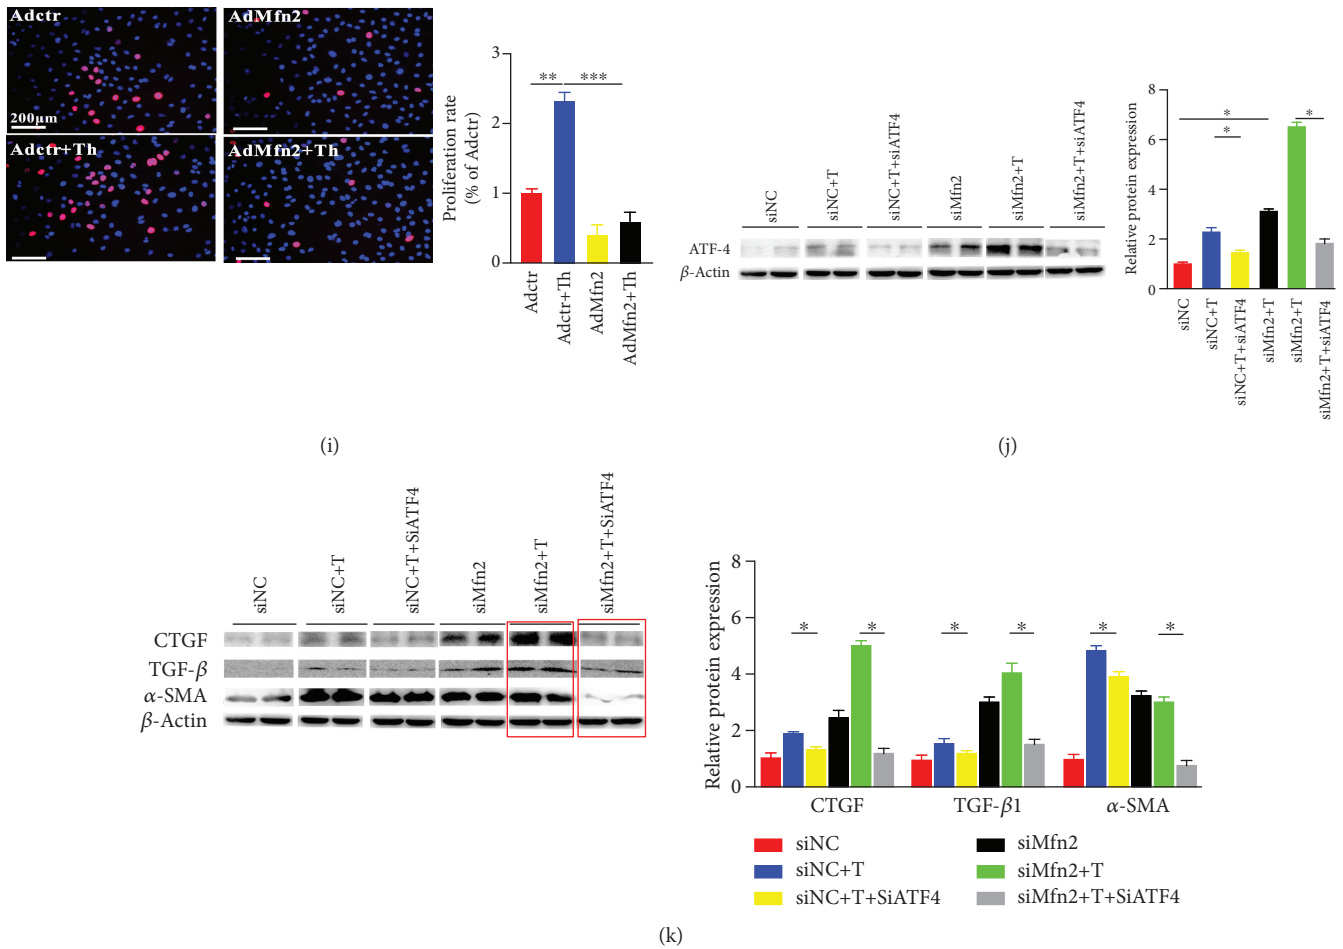 Adctr
AdMfn2
200μm
Adctr+Th
AdMfn2+Th
Proliferation rate
(% of Adctr)
3
2
1
0
**
***
Adctr
Adctr+Th
AdMfn2
AdMfn2+Th
(i)
siNC
siNC+T
siNC+T+siATF4
siMfn2
siMfn2+T
siMfn2+T+siATF4
ATF-4
β-Actin
Relative protein expression
8
6
4
2
0
*
*
*
siNC
siNC+T
siNC+T+siATF4
siMfn2+T
siMfn2+T
siMfn2+T+siATF4
(j)
siNC
siNC+T
siNC+T+SiATF4
siMfn2
siMfn2+T
siMfn2+T+SiATF4
CTGF
TGF-β
α-SMA
β-Actin
Relative protein expression
8
6
4
2
0
* * * * * *
CTGF TGF-β1 α-SMA
siNC
siNC+T
siNC+T+SiATF4
siMfn2
siMfn2+T
siMfn2+T+SiATF4
(k)